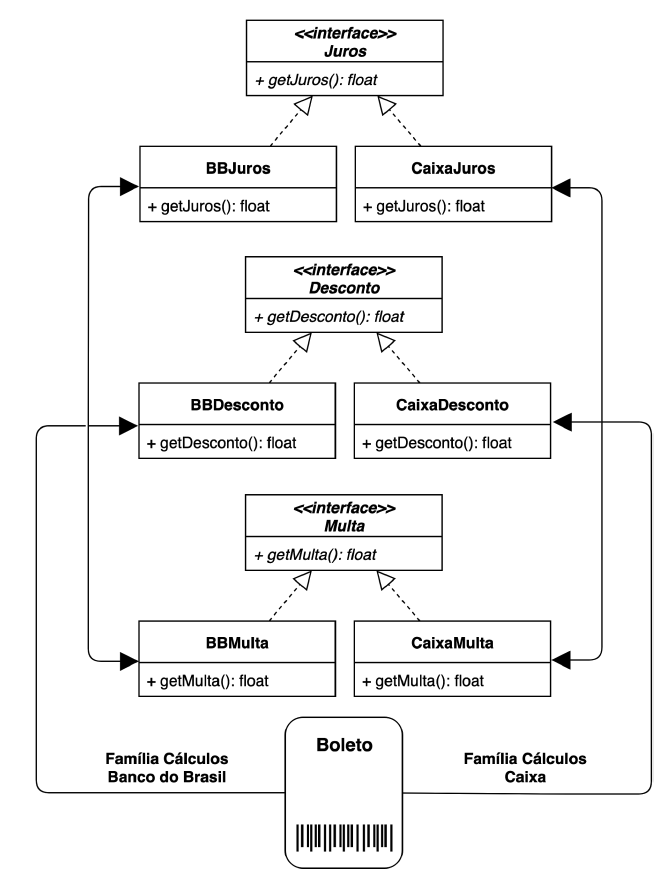 <<interface>>
Juros
+ getJuros(): float
BBJuros
+ getJuros(): float
CaixaJuros
+ getJuros(): float
<<interface>>
Desconto
+ getDesconto(): float
BBDesconto
+ getDesconto(): float
CaixaDesconto
+ getDesconto(): float
<<interface>>
Multa
+ getMulta(): float
BBMulta
+ getMulta(): float
CaixaMulta
+ getMulta(): float
Boleto
Família Cálculos
Banco do Brasil
Família Cálculos
Caixa